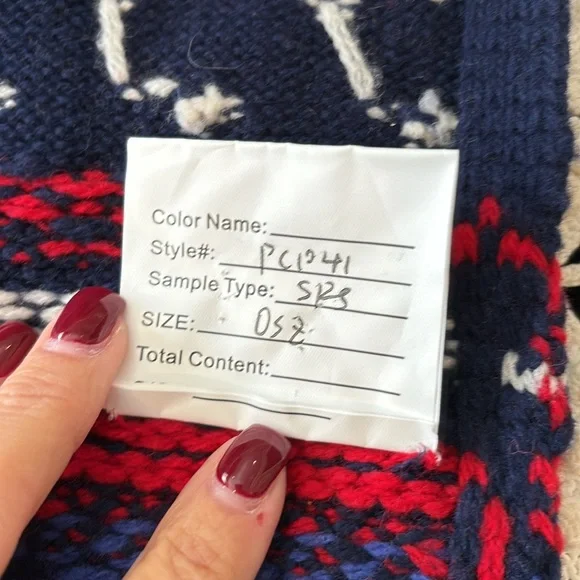 Color Name:
Style#: PC1041
Sample Type: SPS
SIZE: OSZ
Total Content: